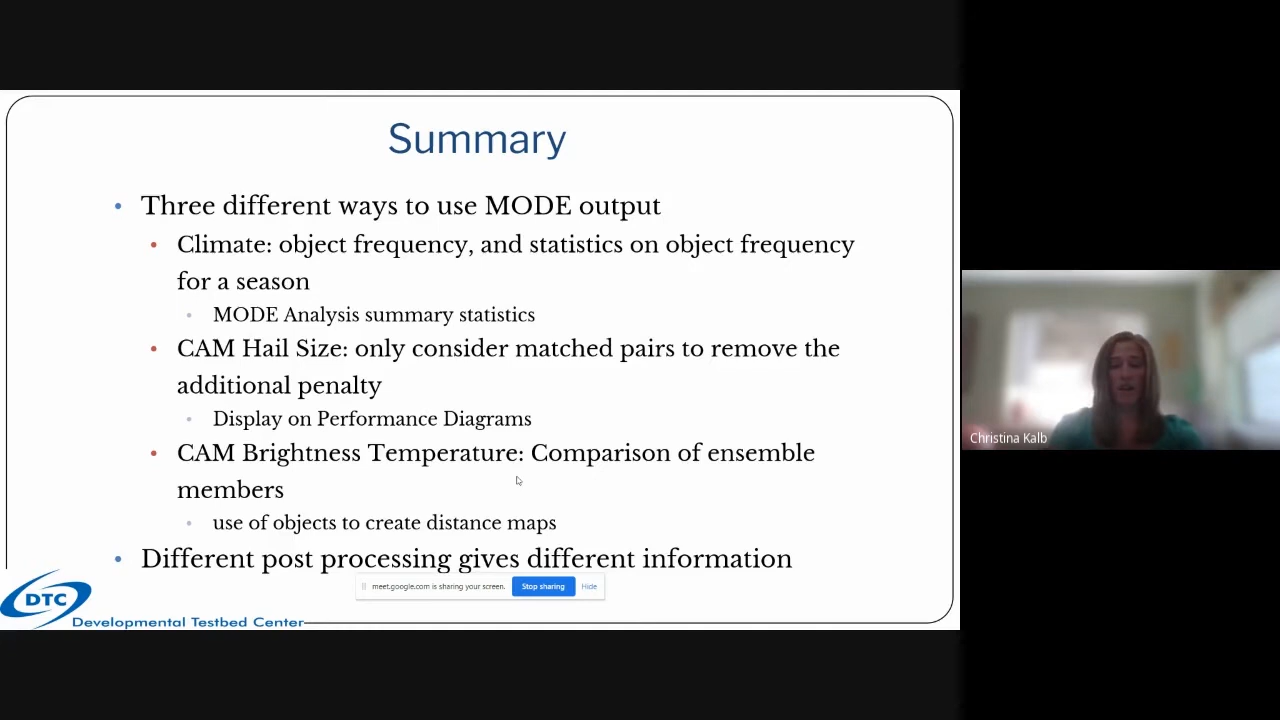 Summary
• Three different ways to use MODE output
• Climate: object frequency, and statistics on object frequency
for a season
• MODE Analysis summary statistics
• CAM Hail Size: only consider matched pairs to remove the
additional penalty
• Display on Performance Diagrams
• CAM Brightness Temperature: Comparison of ensemble
members
• use of objects to create distance maps
• Different post processing gives different information
meet.google.com is sharing your screen. Stop sharing Hide
DTC
Developmental Testbed Center
Christina Kalb